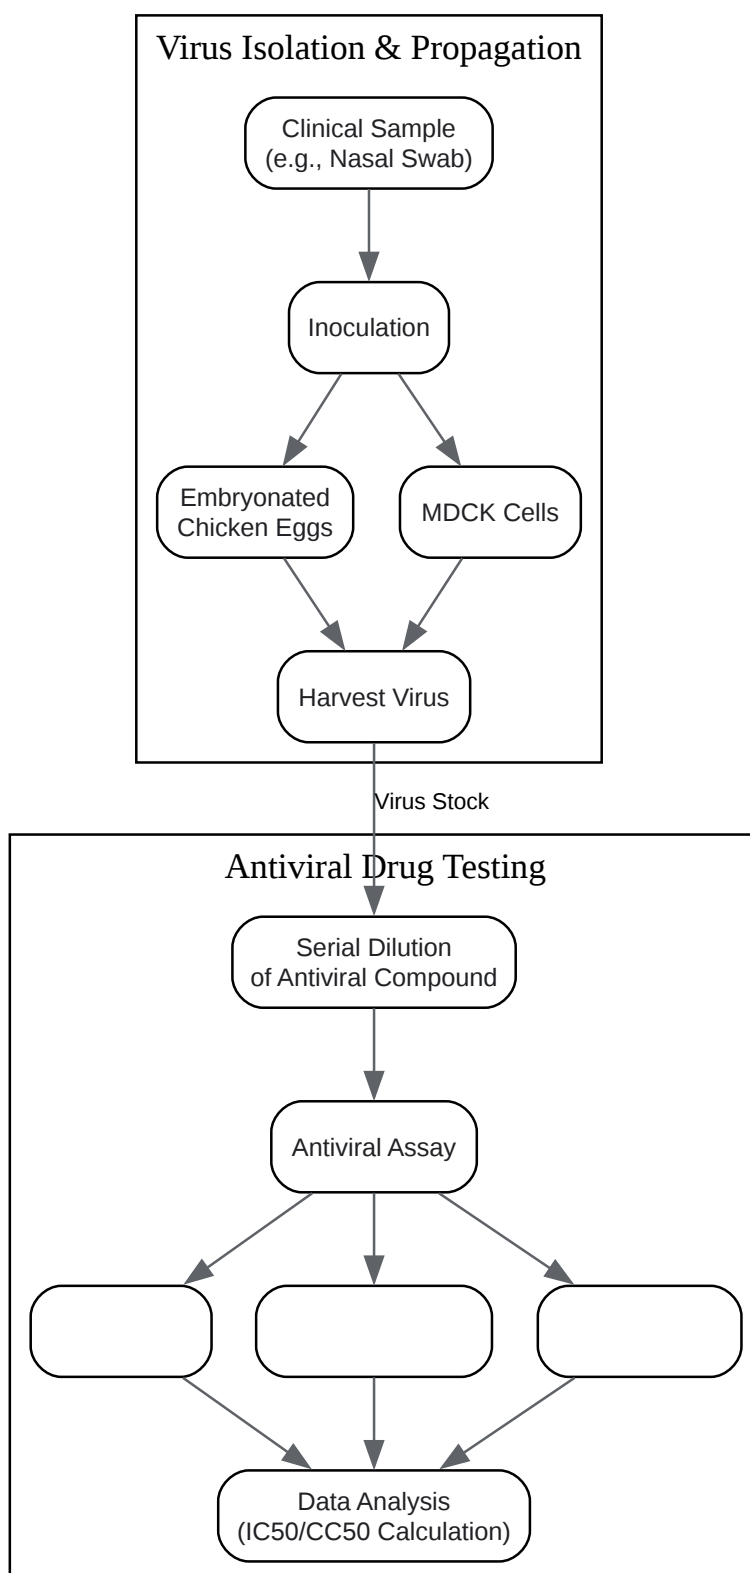 Virus Isolation & Propagation
Clinical Sample
(e.g., Nasal Swab)
Inoculation
Embryonated
Chicken Eggs
MDCK Cells
Harvest Virus
Virus Stock
Antiviral Drug Testing
Serial Dilution
of Antiviral Compound
Antiviral Assay
Data Analysis
(IC50/CC50 Calculation)